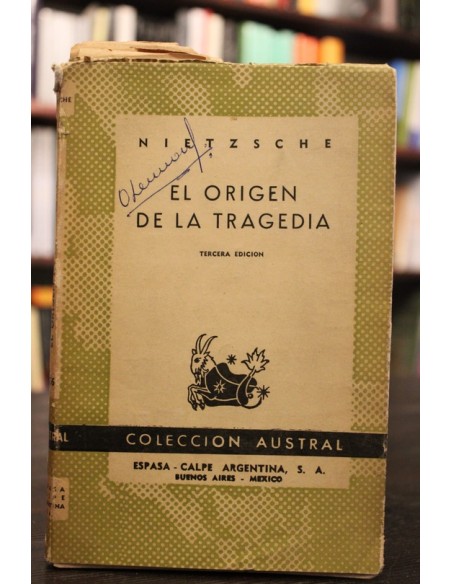 NIETZSCHE
EL ORIGEN
DE LA TRAGEDIA
TERCERA EDICION
COLECCION AUSTRAL
ESPASA - CALPE ARGENTINA, S. A.
BUENOS AIRES - MEXICO